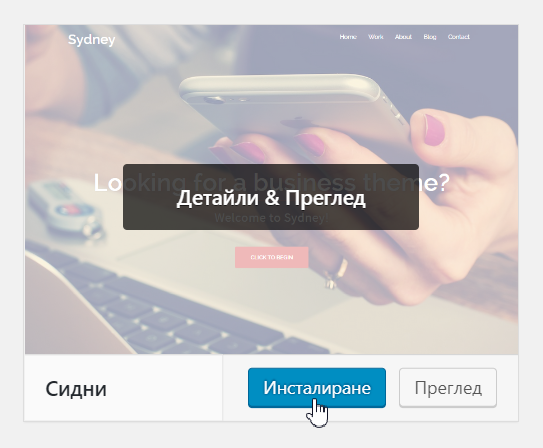 Sydney
Home Work About Blog Contact
Looking for a business theme?
Детайли & Преглед
Welcome to Sydney!
CLICK TO BEGIN
Сидни
Инсталиране
Преглед